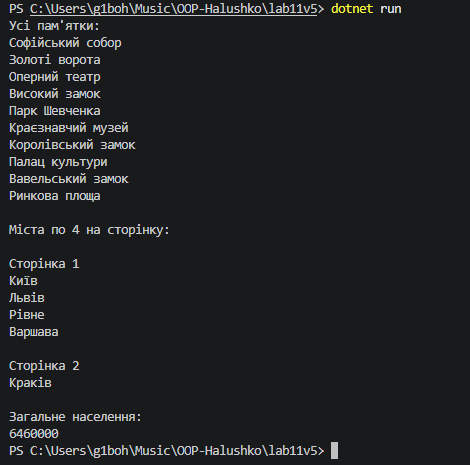 PS C:\Users\g1boh\Music\OOP-Halushko\lab11v5> dotnet run
Усі пам'ятки:
Софійський собор
Золоті ворота
Оперний театр
Високий замок
Парк Шевченка
Краєзнавчий музей
Королівський замок
Палац культури
Вавельський замок
Ринкова площа
Міста по 4 на сторінку:
Сторінка 1
Київ
Львів
Рівне
Варшава
Сторінка 2
Краків
Загальне населення:
6460000
PS C:\Users\g1boh\Music\OOP-Halushko\lab11v5>